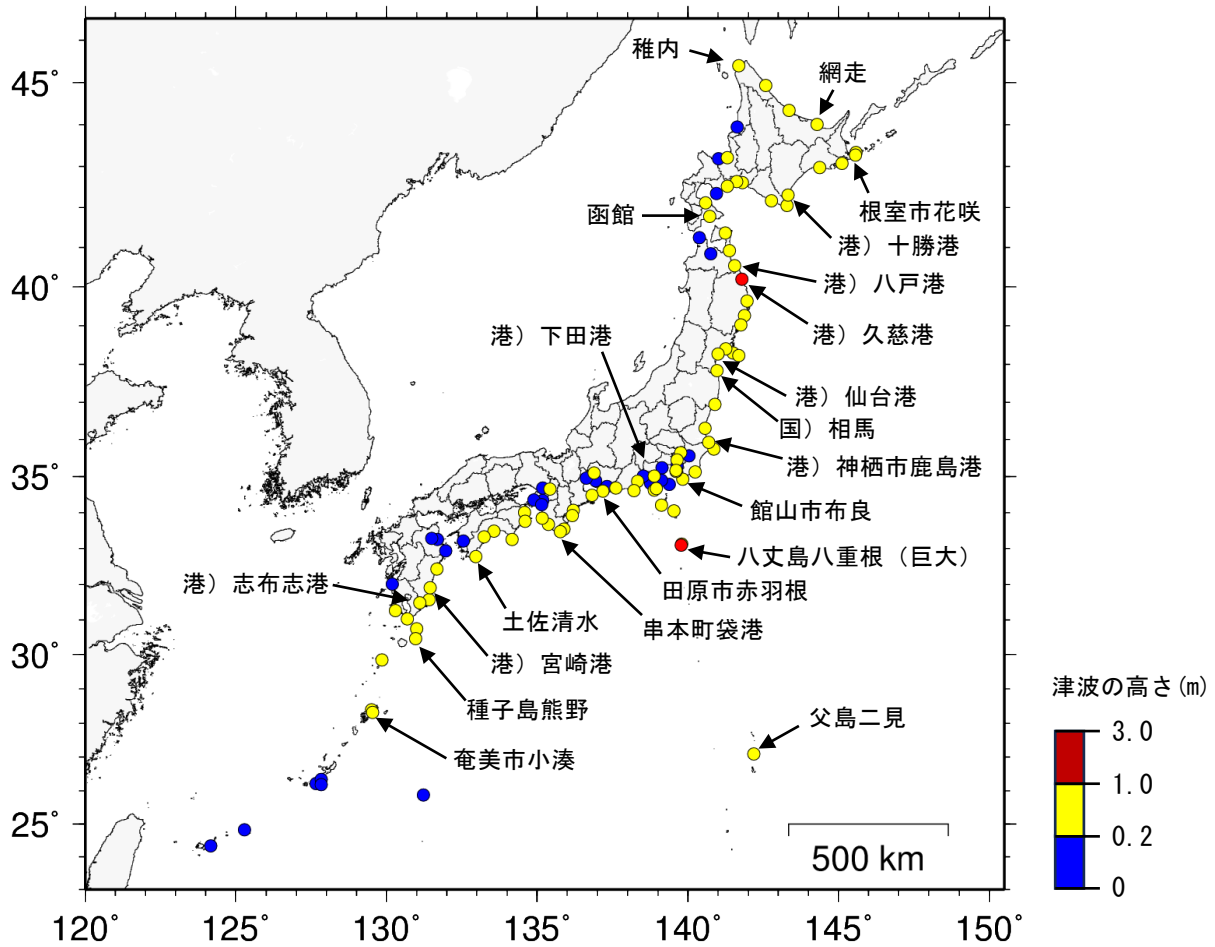 稚内
網走
45°
根室市花咲
函館
港）十勝港
港）八戸港
40°
港）久慈港
港）下田港
港）仙台港
国）相馬
港）神栖市鹿島港
35°
館山市布良
八丈島八重根（巨大）
港）志布志港
田原市赤羽根
土佐清水
串本町袋港
30°
港）宮崎港
種子島熊野
父島二見
奄美市小湊
25°
500 km
120°
125°
130°
135°
140°
145°
150°
津波の高さ(m)
3.0
1.0
0.2
0